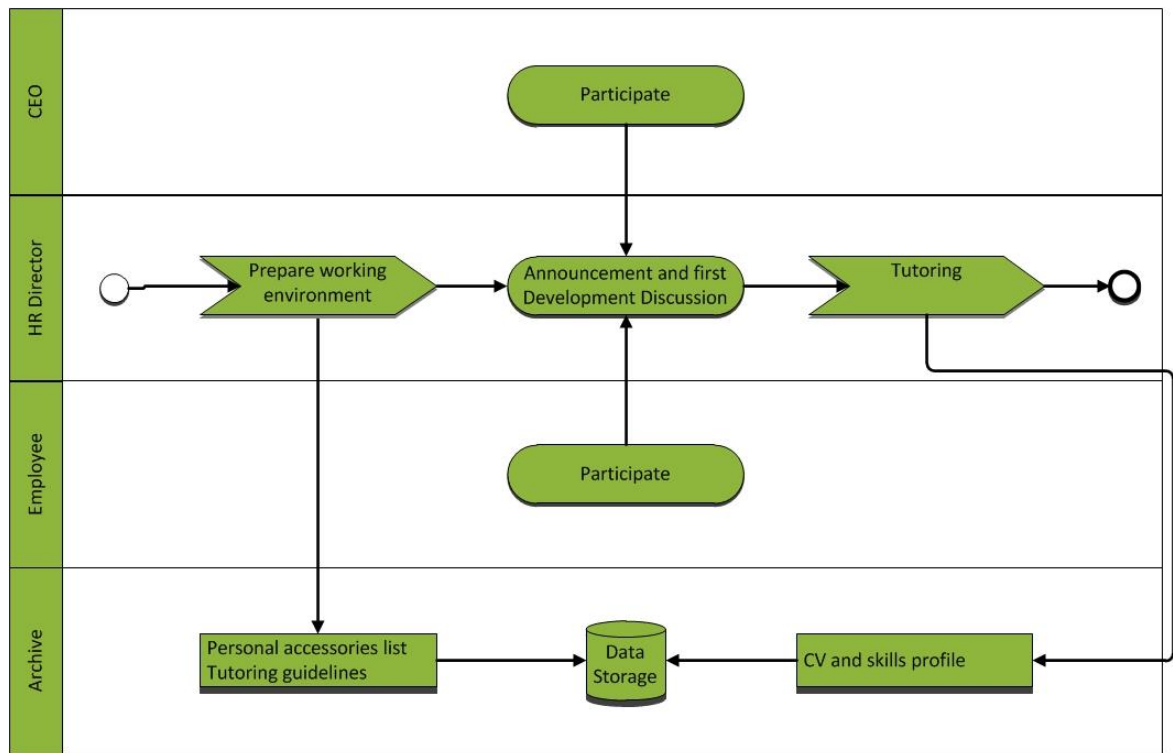 CEO
Participate
HR Director
Prepare working
environment
Announcement and first
Development Discussion
Tutoring
Employee
Participate
Archive
Personal accessories list
Tutoring guidelines
Data
Storage
CV and skills profile